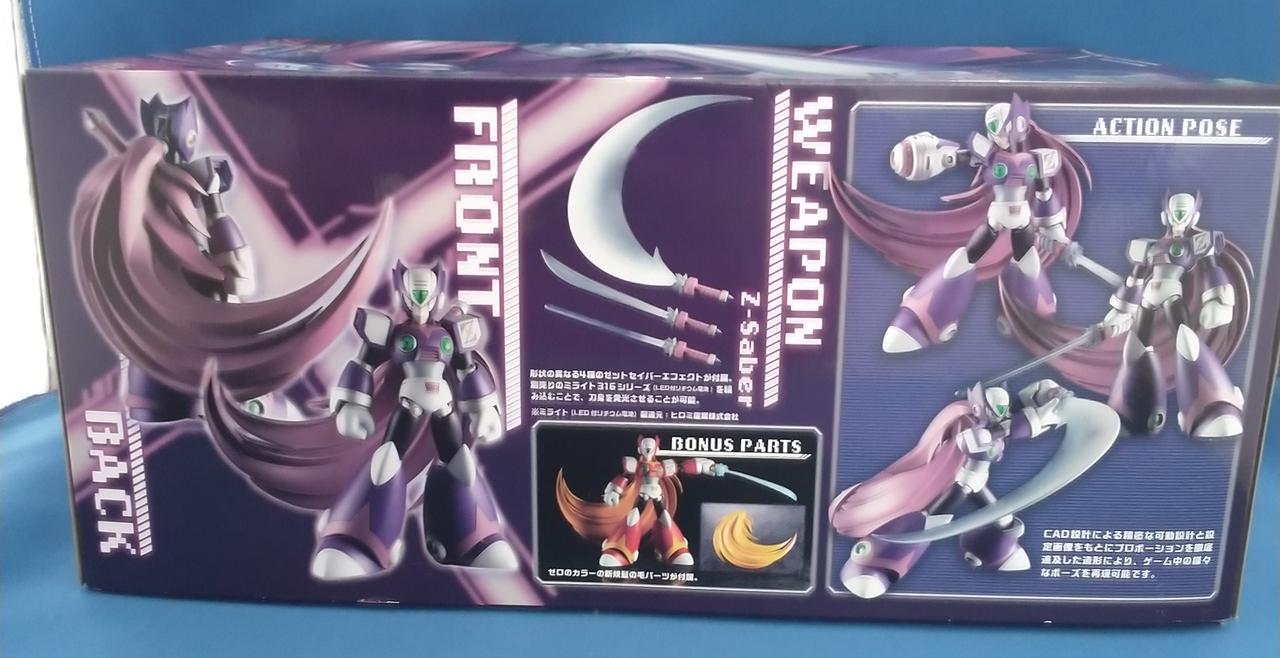 BACK
FRONT
WEAPON
Z-Saber
形状の異なる4種のゼットセイバーエフェクトが付属。
別売りのミライト316シリーズ(LED付リチウム電池)を組
み込むことで、刀身を発光させることが可能。
※ミライト(LED付リチウム電池)製造元:ヒロミ産業株式会社
BONUS PARTS
ゼロのカラーの新規髪の毛パーツが付属。
ACTION POSE
CAD設計による精密な可動設計と設
定画像をもとにプロポーションを徹底
追及した造形により、ゲーム中の様々
なポーズを再現可能です。